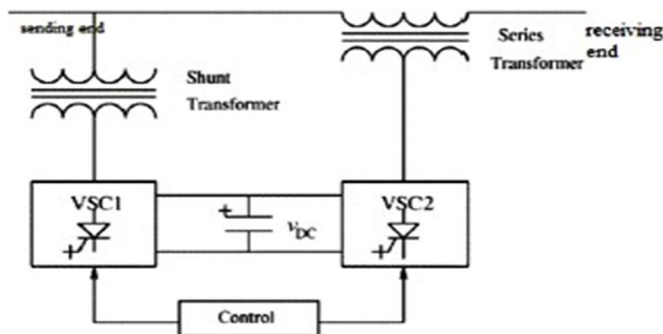 sending end
Series
Transformer
receiving
end
Shunt
Transformer
VSC1
VSC2
+
vDC
+
+
Control